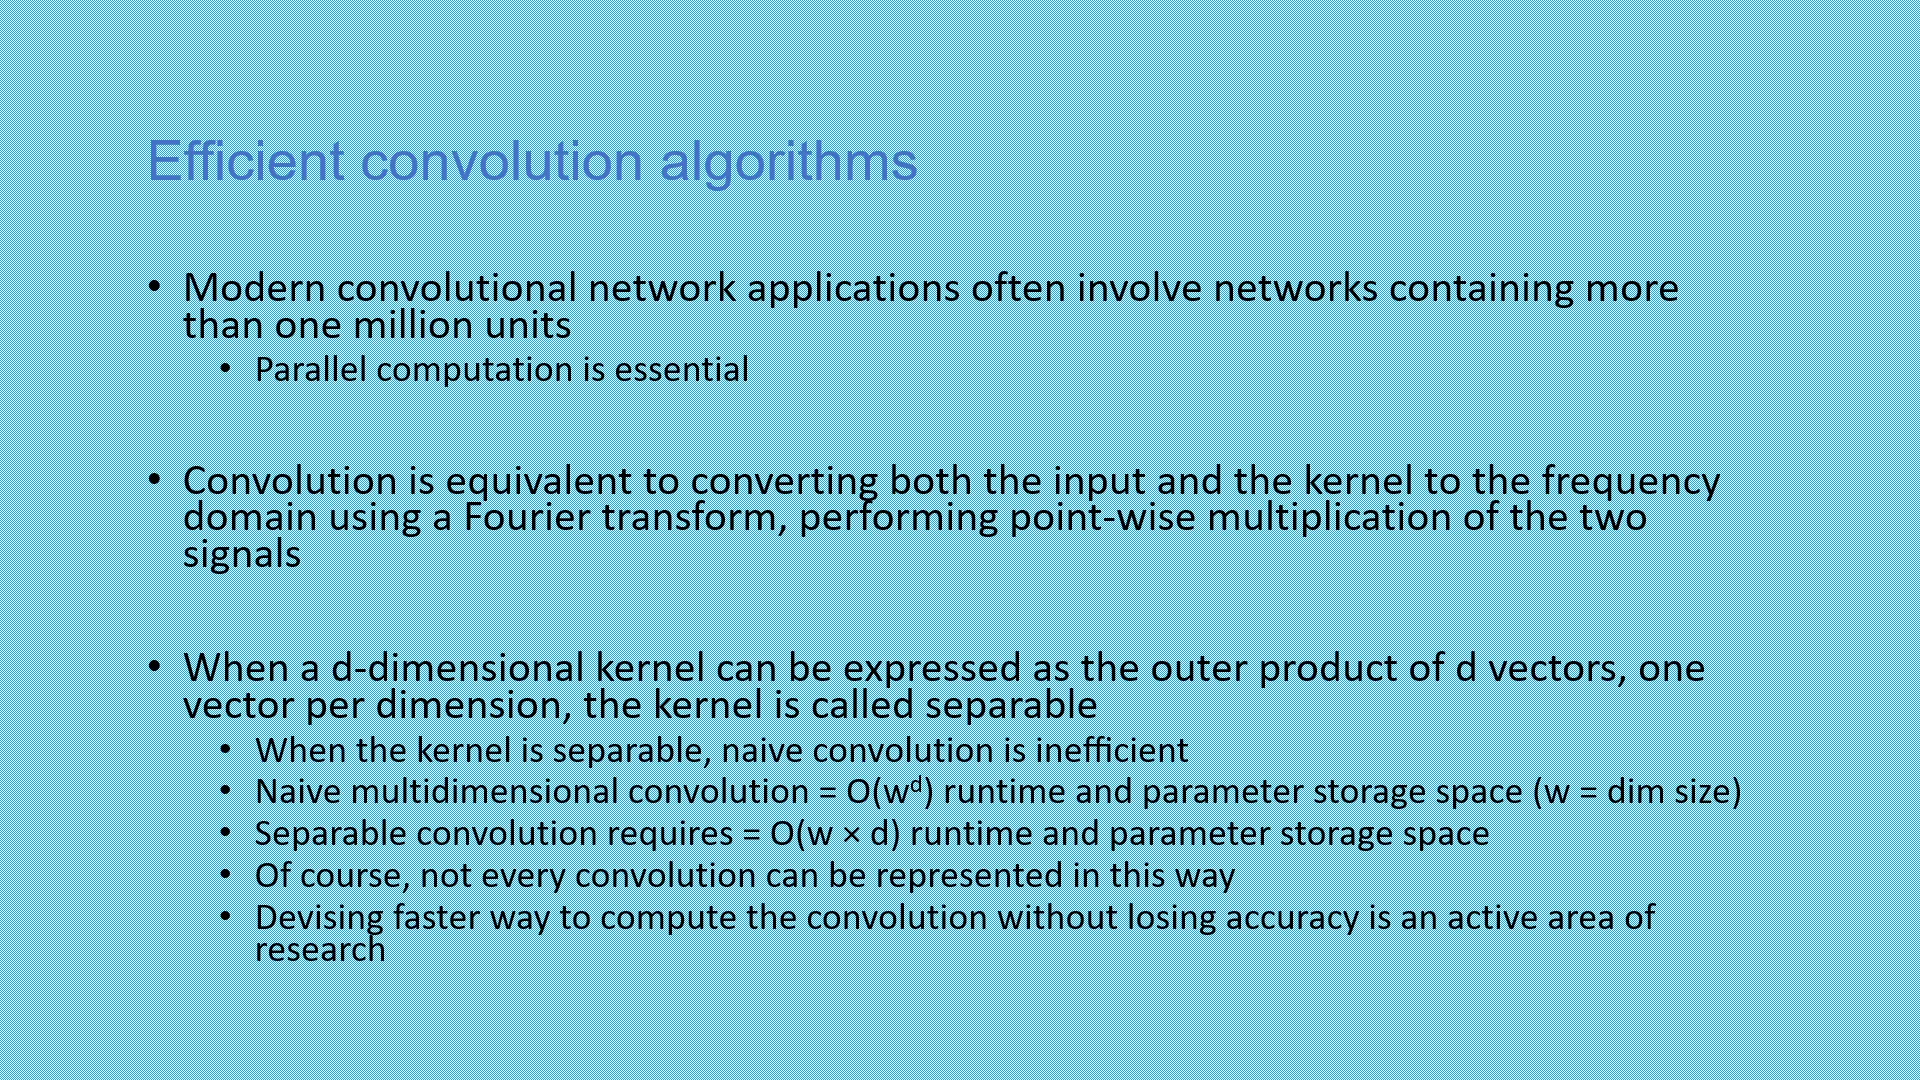 Efficient convolution algorithms
• Modern convolutional network applications often involve networks containing more
than one million units
• Parallel computation is essential
• Convolution is equivalent to converting both the input and the kernel to the frequency
domain using a Fourier transform, performing point-wise multiplication of the two
signals
• When a d-dimensional kernel can be expressed as the outer product of d vectors, one
vector per dimension, the kernel is called separable
• When the kernel is separable, naive convolution is inefficient
• Naive multidimensional convolution = O(wᵈ) runtime and parameter storage space (w = dim size)
• Separable convolution requires = O(w × d) runtime and parameter storage space
• Of course, not every convolution can be represented in this way
• Devising faster way to compute the convolution without losing accuracy is an active area of
research